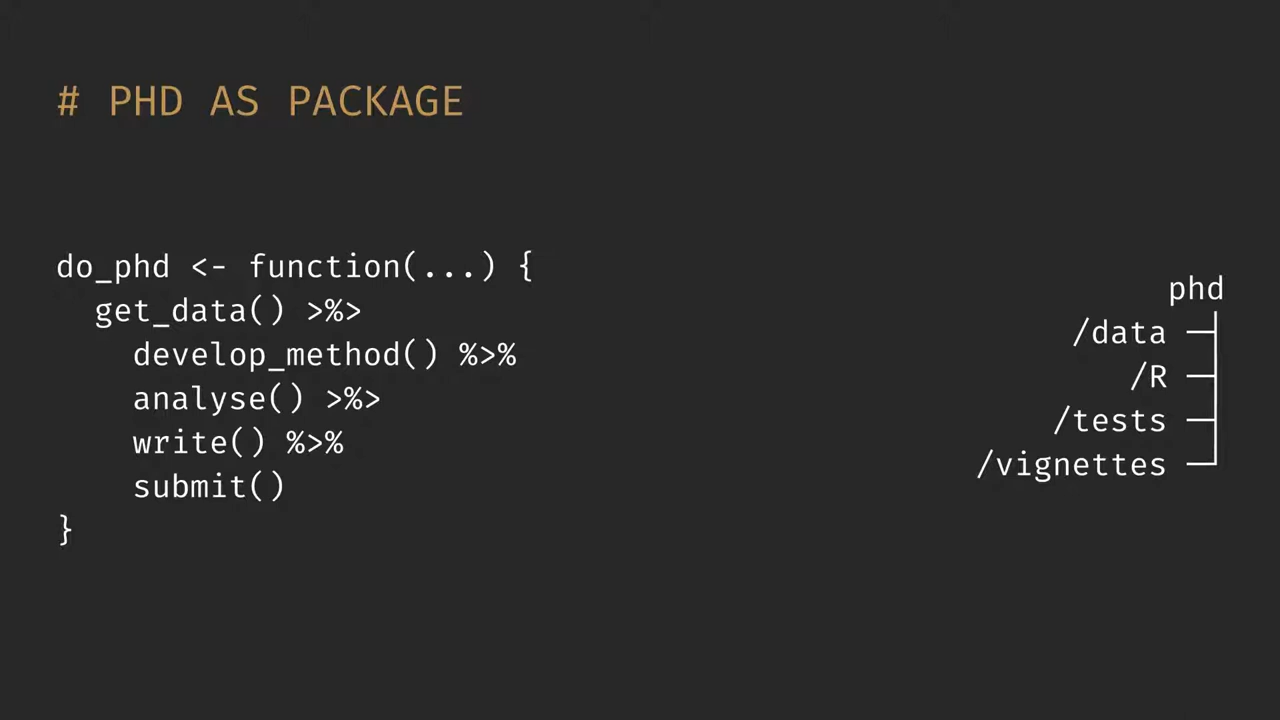 # PHD AS PACKAGE
do_phd <- function(...) {
get_data() >%>
develop_method() %>%
analyse() >%>
write() %>%
submit()
}
phd
/data
/R
/tests
/vignettes